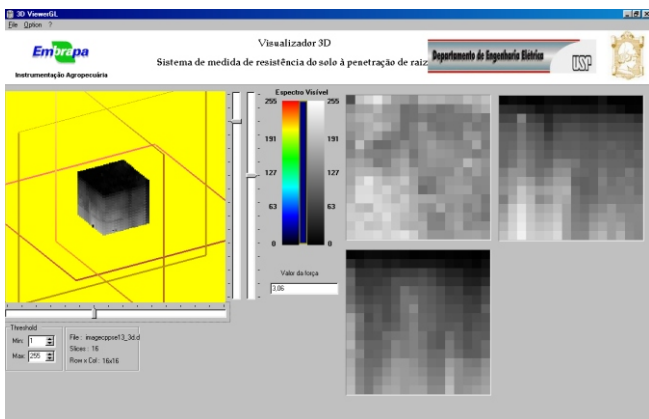 3D ViewerGL
File Option ?
Embrapa
Instrumentação Agropecuária
Visualizador 3D
Sistema de medida de resistência do solo à penetração de raiz
Departamento de Engenharia Elétrica
USP
Espectro Visível
255 255
191 191
127 127
63 63
0 0
Valor da força
3.06
Threshold
Min: 1
Max: 255
File : imagecppse13_3d.d
Slices : 16
Row x Col : 16x16